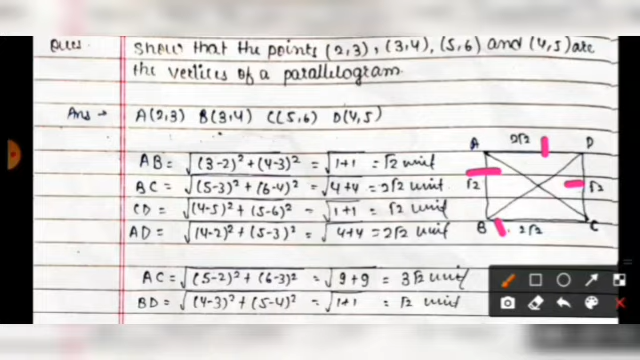 Ques. Show that the points (2,3), (3,4), (5,6) and (4,5) are
the vertices of a parallelogram.
Ans → A(2,3) B(3,4) C(5,6) D(4,5)
AB = √(3-2)²+(4-3)² = √1+1 = √2 unit
BC = √(5-3)²+(6-4)² = √4+4 = 2√2 unit
CD = √(4-5)²+(5-6)² = √1+1 = √2 unit
AD = √(4-2)²+(5-3)² = √4+4 = 2√2 unit
AC = √(5-2)²+(6-3)² = √9+9 = 3√2 unit
BD = √(4-3)²+(5-4)² = √1+1 = √2 unit
A 2√2 D
√2 √2
B 2√2 C